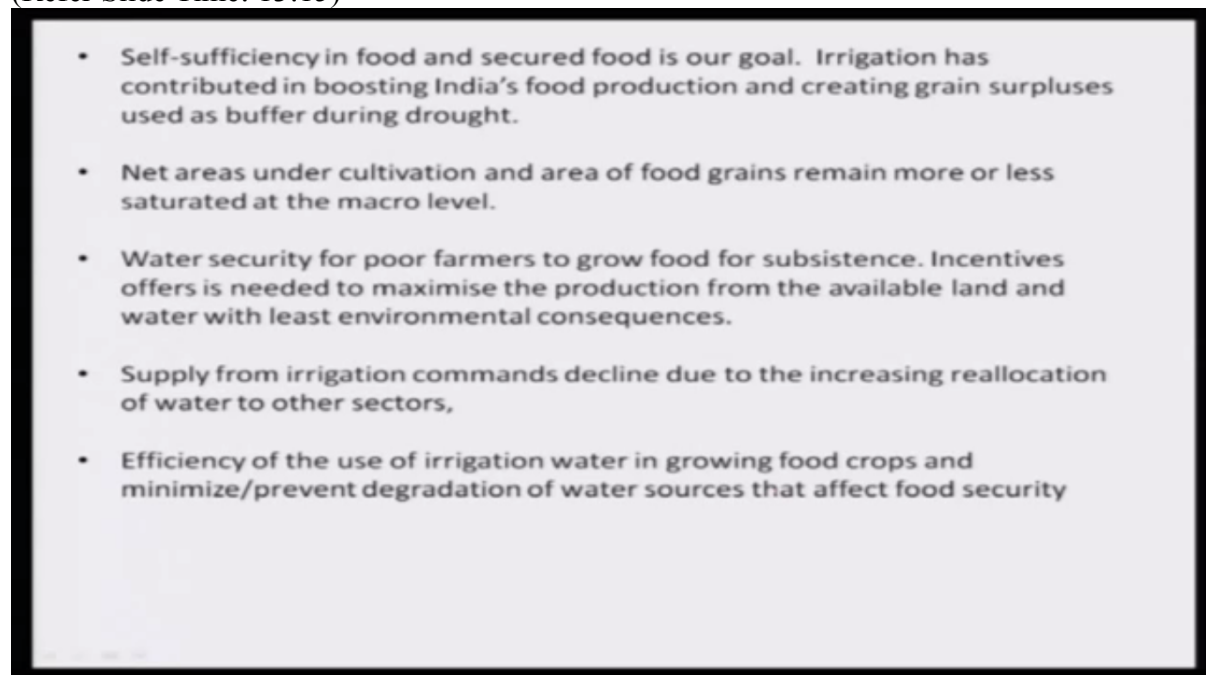 • Self-sufficiency in food and secured food is our goal. Irrigation has
contributed in boosting India's food production and creating grain surpluses
used as buffer during drought.
• Net areas under cultivation and area of food grains remain more or less
saturated at the macro level.
• Water security for poor farmers to grow food for subsistence. Incentives
offers is needed to maximise the production from the available land and
water with least environmental consequences.
• Supply from irrigation commands decline due to the increasing reallocation
of water to other sectors,
• Efficiency of the use of irrigation water in growing food crops and
minimize/prevent degradation of water sources that affect food security